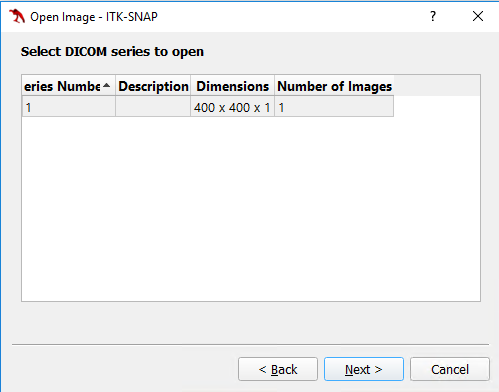 Open Image - ITK-SNAP ?
Select DICOM series to open
eries Numbe Description Dimensions Number of Images
1 400 x 400 x 1 1
< Back Next > Cancel